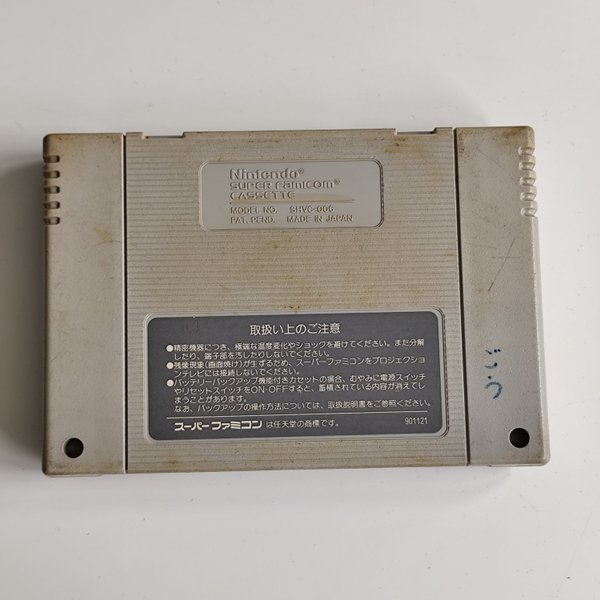 Nintendo®
SUPER Famicom®
CASSETTE
MODEL NO. SHVC-006
PAT. PEND. MADE IN JAPAN
取扱い上のご注意
●精密機器につき、極端な温度変化やショックを避けてください。また分解
したり、端子部を汚したりしないでください。
●残像現象(画面焼け)が生ずるため、スーパーファミコンをプロジェクショ
ンテレビには接続しないでください。
●バッテリーバックアップ機能付きカセットの場合、むやみに電源スイッチ
やリセットスイッチをON・OFFすると、蓄積されている内容が消えてし
まうことがあります。
なお、バックアップの操作方法については、取扱説明書をご参照ください。
スーパーファミコン は任天堂の商標です。
901121